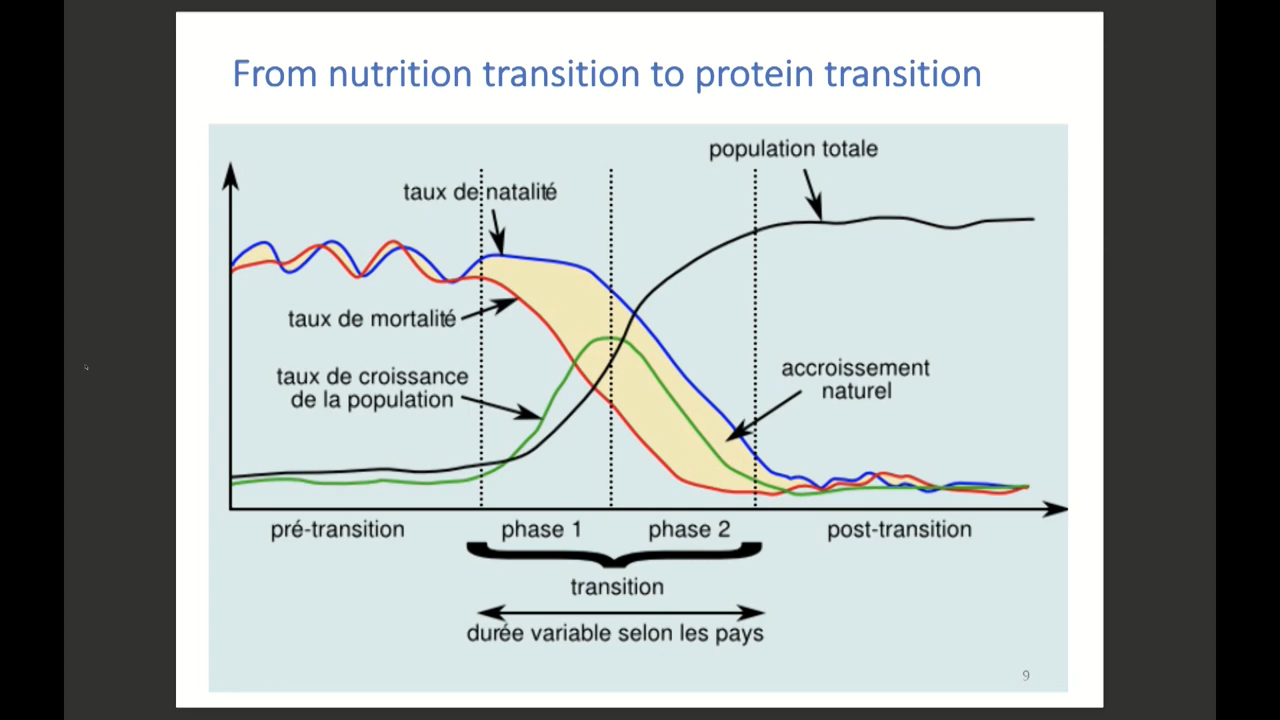 From nutrition transition to protein transition
population totale
taux de natalité
taux de mortalité
taux de croissance
de la population
accroissement
naturel
pré-transition
phase 1
phase 2
post-transition
transition
durée variable selon les pays
9